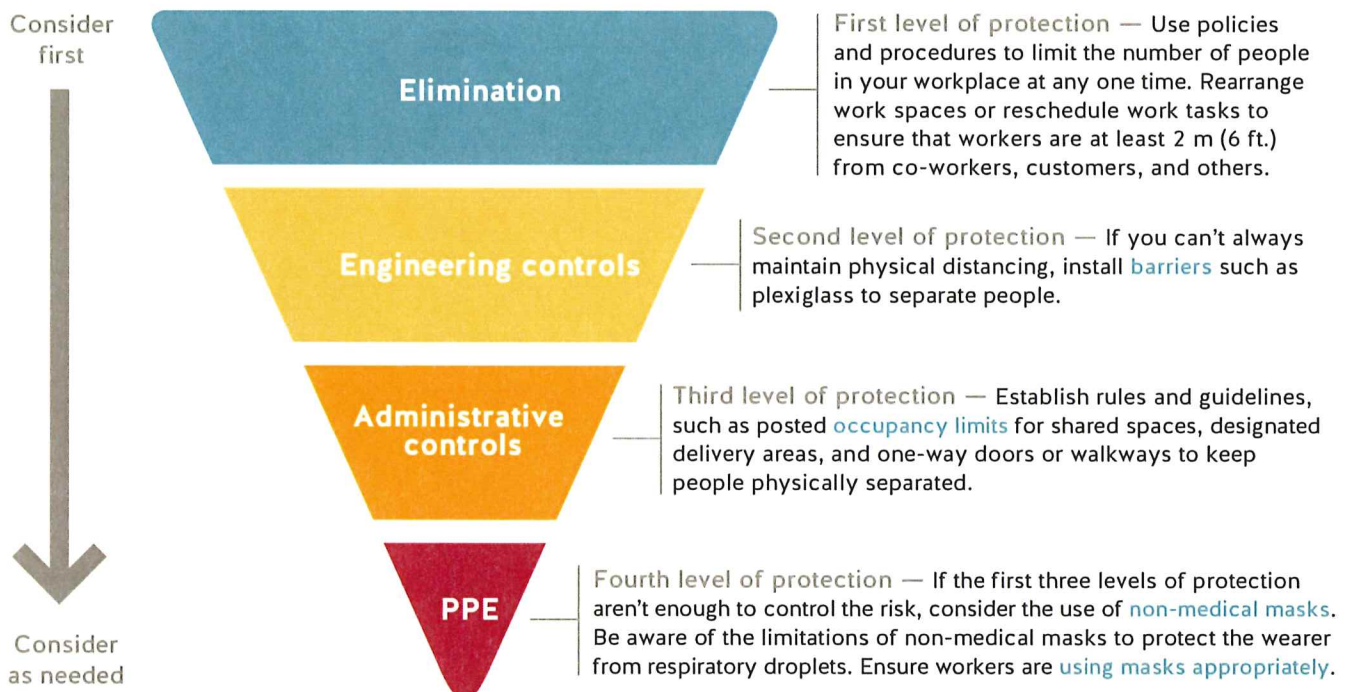 Consider
first
Elimination
First level of protection — Use policies
and procedures to limit the number of people
in your workplace at any one time. Rearrange
work spaces or reschedule work tasks to
ensure that workers are at least 2 m (6 ft.)
from co-workers, customers, and others.
Engineering controls
Second level of protection — If you can't always
maintain physical distancing, install barriers such as
plexiglass to separate people.
Administrative
controls
Third level of protection — Establish rules and guidelines,
such as posted occupancy limits for shared spaces, designated
delivery areas, and one-way doors or walkways to keep
people physically separated.
PPE
Fourth level of protection — If the first three levels of protection
aren't enough to control the risk, consider the use of non-medical masks.
Be aware of the limitations of non-medical masks to protect the wearer
from respiratory droplets. Ensure workers are using masks appropriately.
Consider
as needed